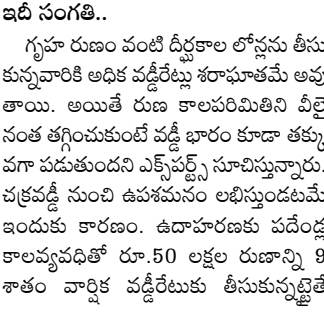 ఇదీ సంగతి..
గృహ రుణం వంటి దీర్ఘకాల లోన్లను తీసు
కున్నవారికి అధిక వడ్డీరేట్లు శరాఘాతమే అవు
తాయి. అయితే రుణ కాలపరిమితిని వీలై
నంత తగ్గించుకుంటే వడ్డీ భారం కూడా తక్కు
వగా పడుతుందని ఎక్స్‌పర్ట్స్ సూచిస్తున్నారు.
చక్రవడ్డీ నుంచి ఉపశమనం లభిస్తుండటమే
ఇందుకు కారణం. ఉదాహరణకు పదేండ్ల
కాలవ్యవధితో రూ.50 లక్షల రుణాన్ని 9
శాతం వార్షిక వడ్డీరేటుకు తీసుకున్నట్టైతే